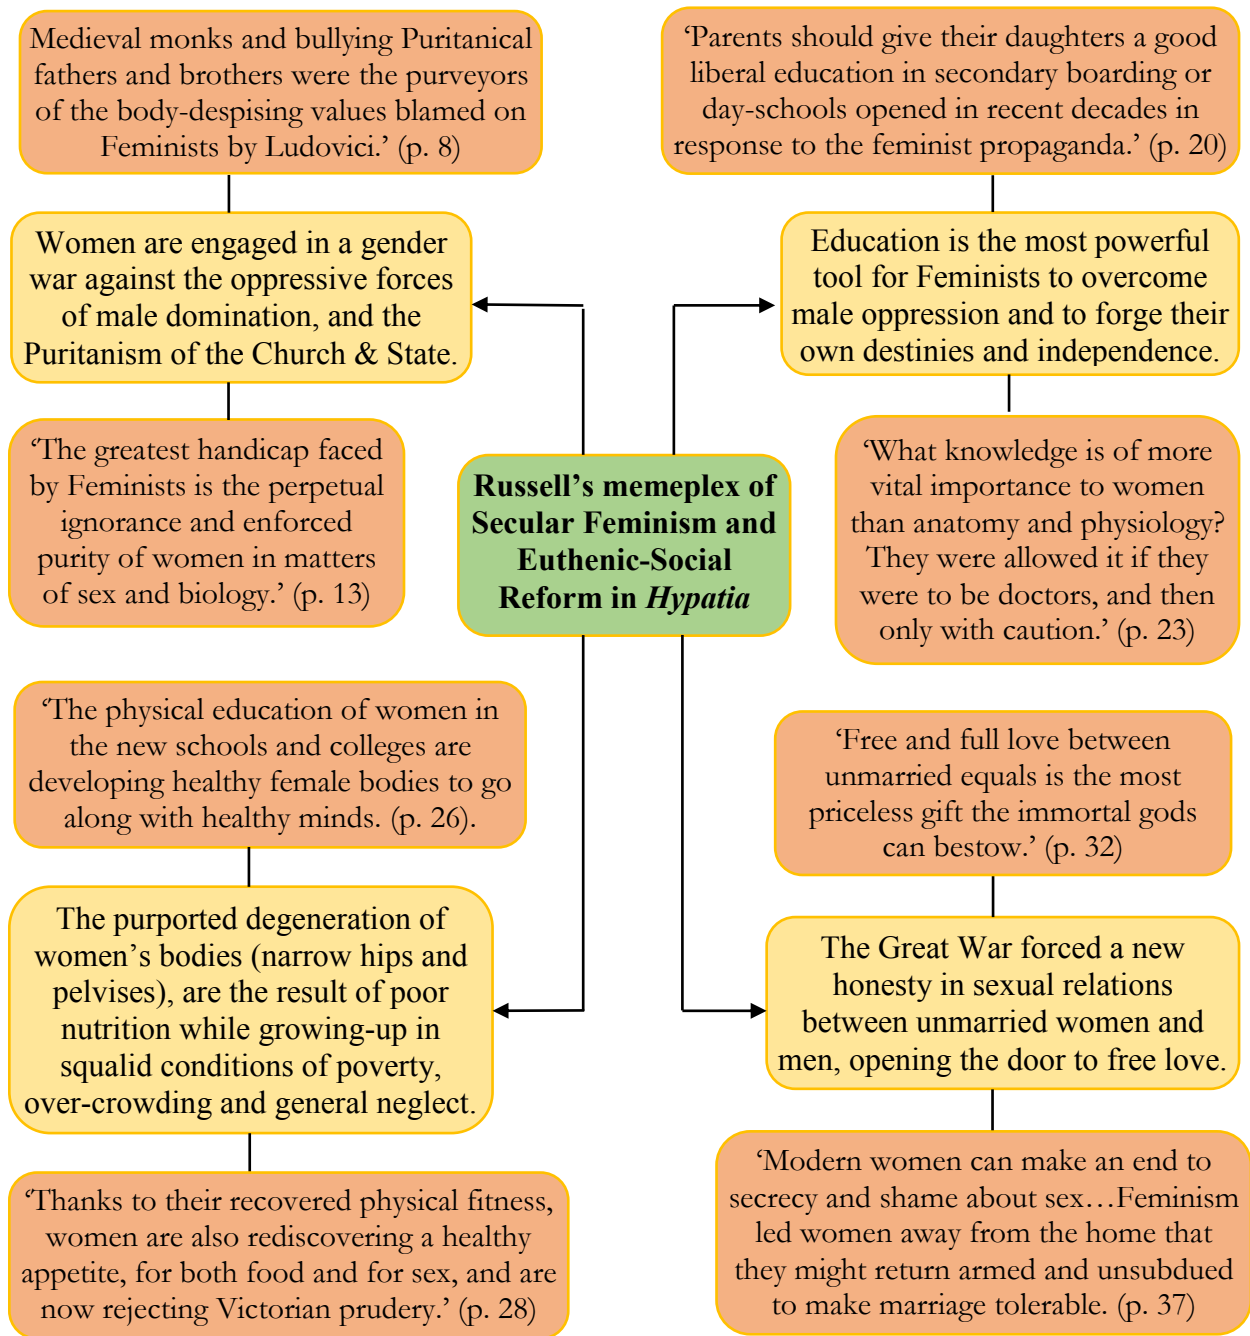 Medieval monks and bullying Puritanical
fathers and brothers were the purveyors
of the body-despising values blamed on
Feminists by Ludovici.’ (p. 8)
Women are engaged in a gender
war against the oppressive forces
of male domination, and the
Puritanism of the Church & State.
‘The greatest handicap faced
by Feminists is the perpetual
ignorance and enforced
purity of women in matters
of sex and biology.’ (p. 13)
‘Parents should give their daughters a good
liberal education in secondary boarding or
day-schools opened in recent decades in
response to the feminist propaganda.’ (p. 20)
Education is the most powerful
tool for Feminists to overcome
male oppression and to forge their
own destinies and independence.
‘What knowledge is of more
vital importance to women
than anatomy and physiology?
They were allowed it if they
were to be doctors, and then
only with caution.’ (p. 23)
Russell’s memeplex of
Secular Feminism and
Euthenic-Social
Reform in Hypatia
‘The physical education of women in
the new schools and colleges are
developing healthy female bodies to go
along with healthy minds. (p. 26).
The purported degeneration of
women’s bodies (narrow hips and
pelvises), are the result of poor
nutrition while growing-up in
squalid conditions of poverty,
over-crowding and general neglect.
‘Thanks to their recovered physical fitness,
women are also rediscovering a healthy
appetite, for both food and for sex, and are
now rejecting Victorian prudery.’ (p. 28)
‘Free and full love between
unmarried equals is the most
priceless gift the immortal gods
can bestow.’ (p. 32)
The Great War forced a new
honesty in sexual relations
between unmarried women and
men, opening the door to free love.
‘Modern women can make an end to
secrecy and shame about sex…Feminism
led women away from the home that
they might return armed and unsubdued
to make marriage tolerable. (p. 37)